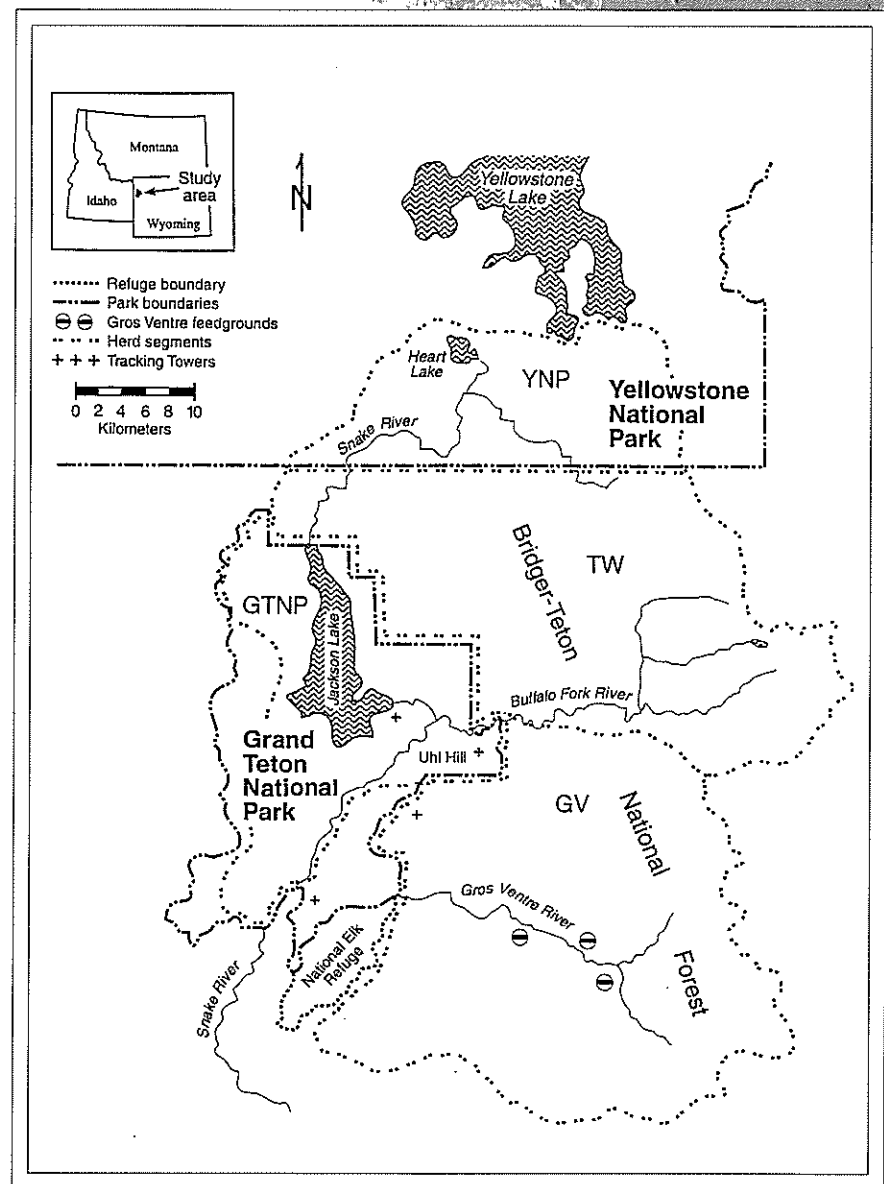 Montana
Study
area
Idaho
Wyoming
N
Yellowstone
Lake
Refuge boundary
Park boundaries
Gros Ventre feedgrounds
Herd segments
Tracking Towers
0 2 4 6 8 10
Kilometers
Heart
Lake
YNP
Yellowstone
National
Park
Snake River
TW
Bridger-Teton
GTNP
Jackson Lake
Buffalo Fork River
Uhl Hill
Grand
Teton
National
Park
GV
National
Gros Ventre River
National Elk
Refuge
Forest
Snake River